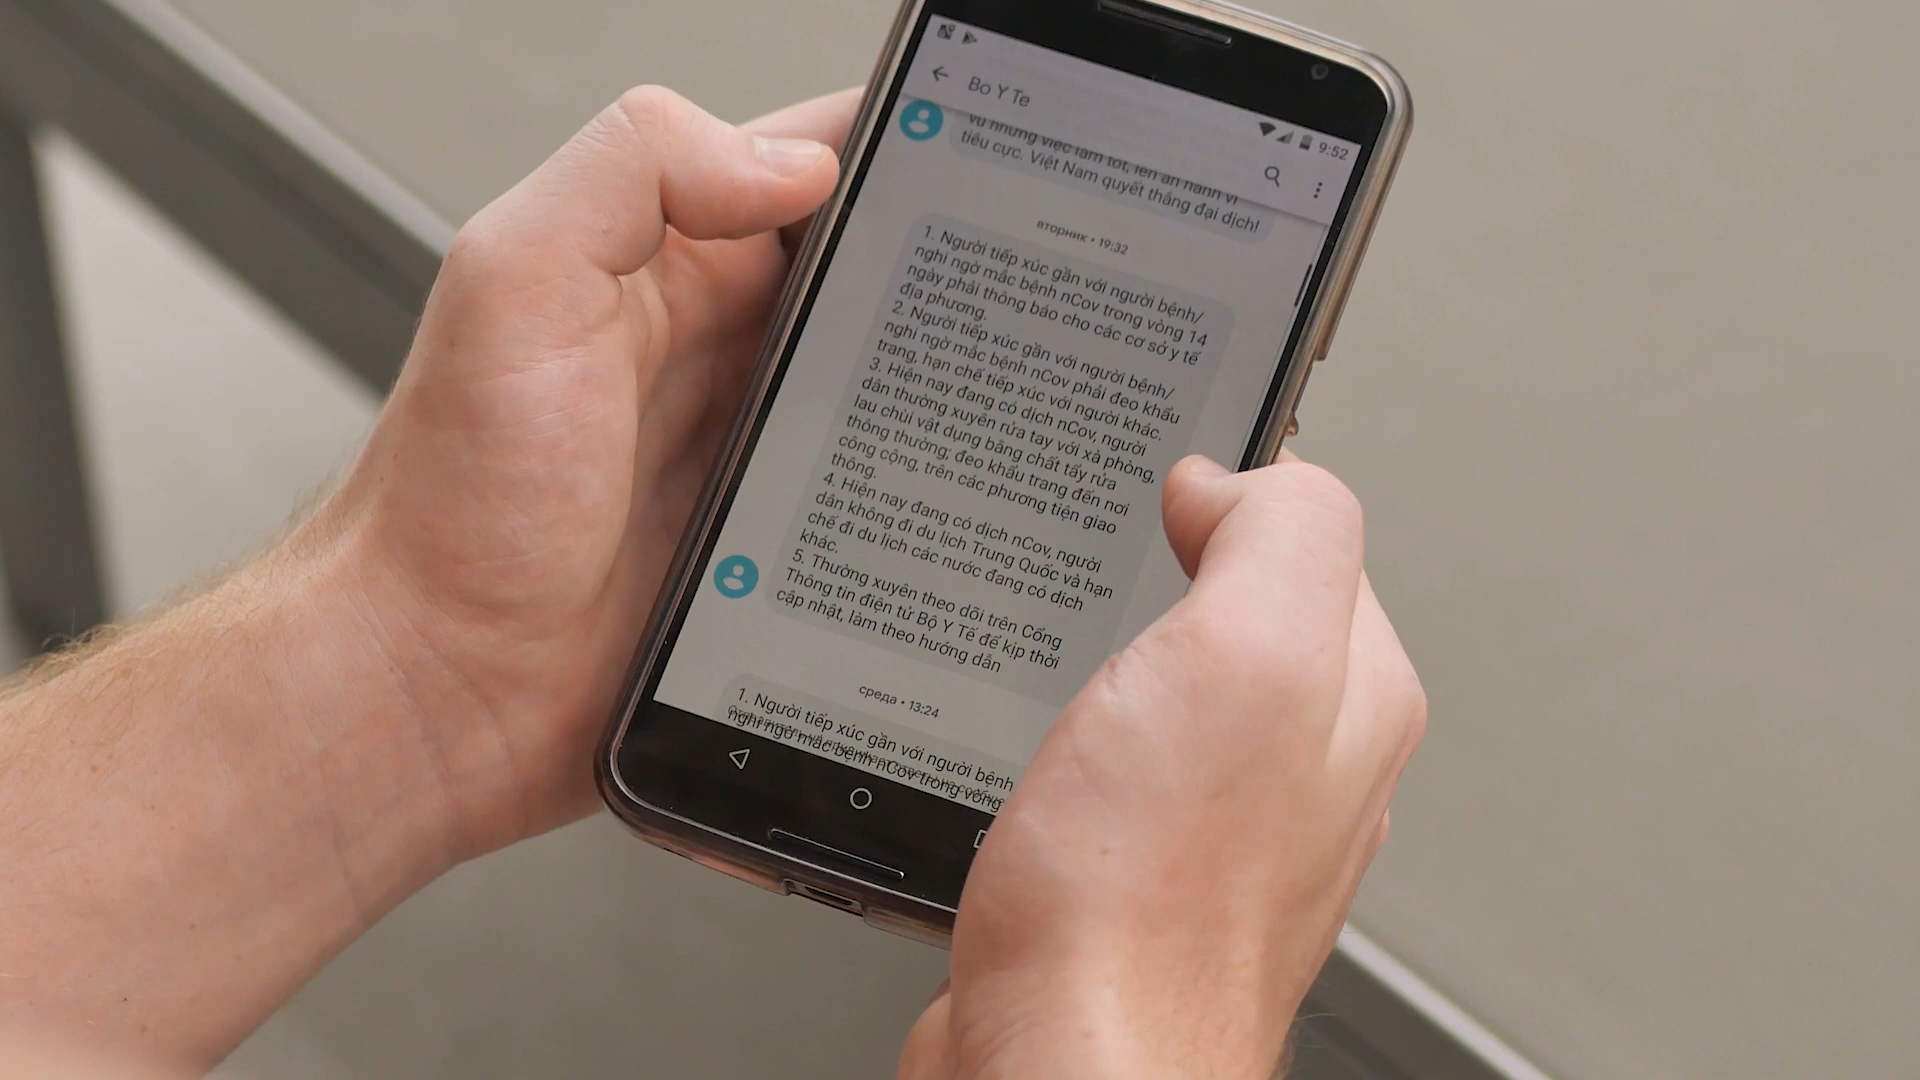 Bo Y Te
9:52
vũ những việc làm tốt, lên án hành vi
tiêu cực. Việt Nam quyết thắng đại dịch!
вторник • 19:32
1. Người tiếp xúc gần với người bệnh/
nghi ngờ mắc bệnh nCov trong vòng 14
ngày phải thông báo cho các cơ sở y tế
địa phương.
2. Người tiếp xúc gần với người bệnh/
nghi ngờ mắc bệnh nCov phải đeo khẩu
trang, hạn chế tiếp xúc với người khác.
3. Hiện nay đang có dịch nCov, người
dân thường xuyên rửa tay với xà phòng,
lau chùi vật dụng bằng chất tẩy rửa
thông thường; đeo khẩu trang đến nơi
công cộng, trên các phương tiện giao
thông.
4. Hiện nay đang có dịch nCov, người
dân không đi du lịch Trung Quốc và hạn
chế đi du lịch các nước đang có dịch
khác.
5. Thường xuyên theo dõi trên Cổng
Thông tin điện tử Bộ Y Tế để kịp thời
cập nhật, làm theo hướng dẫn
среда • 13:24
1. Người tiếp xúc gần với người bệnh
nghi ngờ mắc bệnh nCov trong vòng